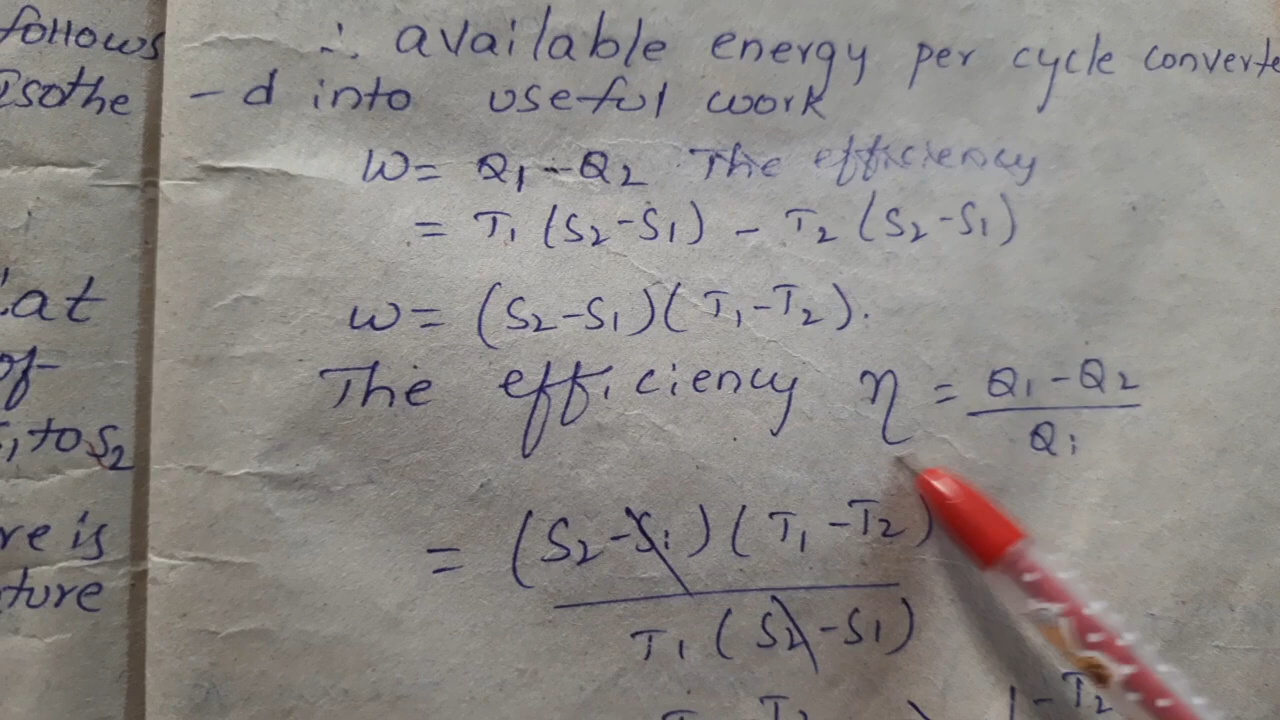 follows
isothe
at
of
to S₂
re is
ture
∴ available energy per cycle converte
- d into useful work
W = Q₁ - Q₂ The efficiency
= T₁ (S₂ - S₁) - T₂ (S₂ - S₁)
W = (S₂ - S₁) (T₁ - T₂).
The efficiency η = Q₁ - Q₂ / Q₁
= (S₂ - S₁) (T₁ - T₂)
T₁ (S₂ - S₁)
1 - T₂